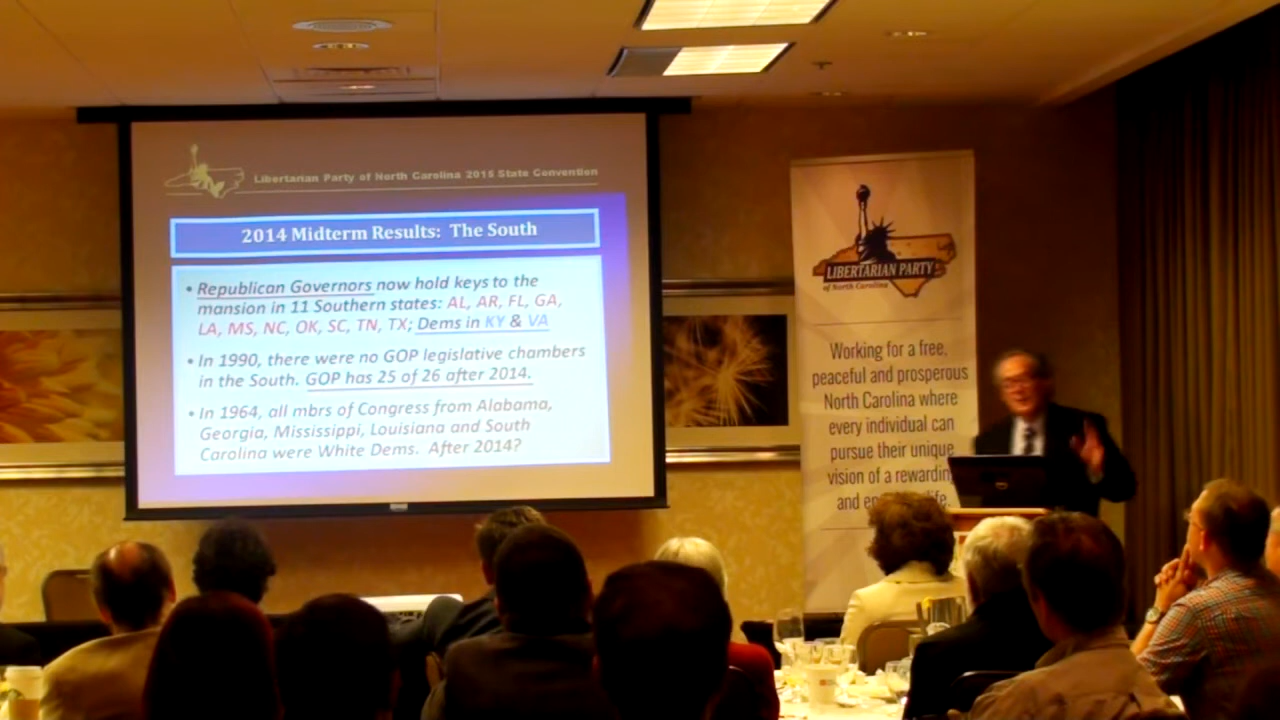 Libertarian Party of North Carolina 2015 State Convention
2014 Midterm Results: The South
• Republican Governors now hold keys to the
mansion in 11 Southern states: AL, AR, FL, GA,
LA, MS, NC, OK, SC, TN, TX; Dems in KY & VA
• In 1990, there were no GOP legislative chambers
in the South. GOP has 25 of 26 after 2014.
• In 1964, all mbrs of Congress from Alabama,
Georgia, Mississippi, Louisiana and South
Carolina were White Dems. After 2014?
LIBERTARIAN PARTY
of North Carolina
Working for a free,
peaceful and prosperous
North Carolina where
every individual can
pursue their unique
vision of a
and